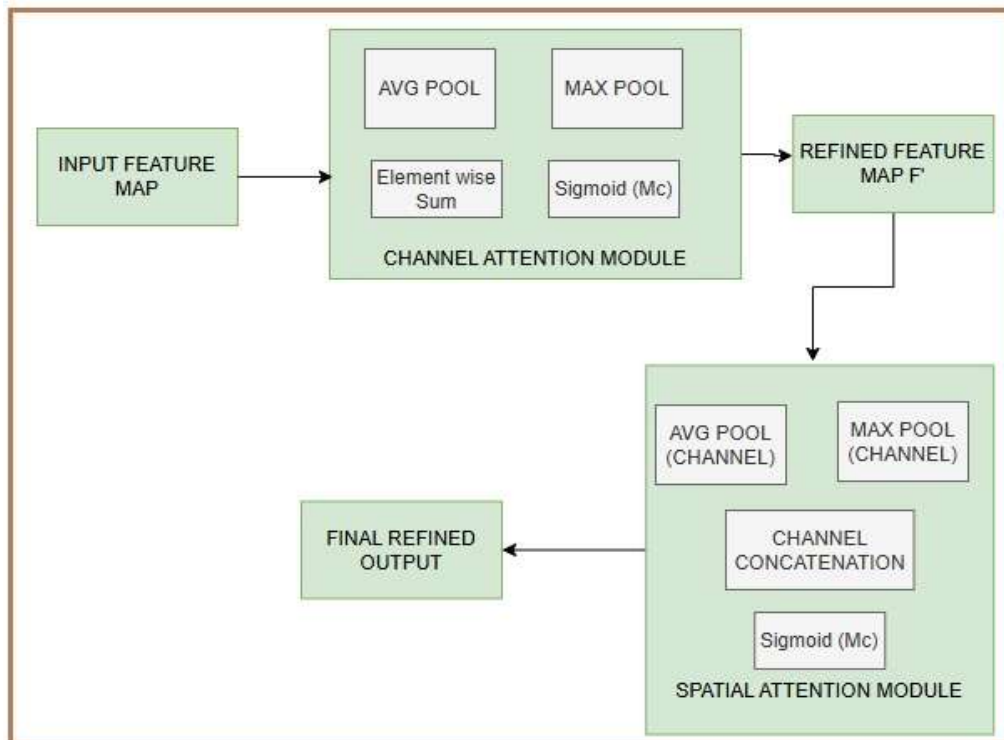 INPUT FEATURE
MAP
AVG POOL
MAX POOL
Element wise
Sum
Sigmoid (Mc)
CHANNEL ATTENTION MODULE
REFINED FEATURE
MAP F'
AVG POOL
(CHANNEL)
MAX POOL
(CHANNEL)
CHANNEL
CONCATENATION
Sigmoid (Mc)
SPATIAL ATTENTION MODULE
FINAL REFINED
OUTPUT